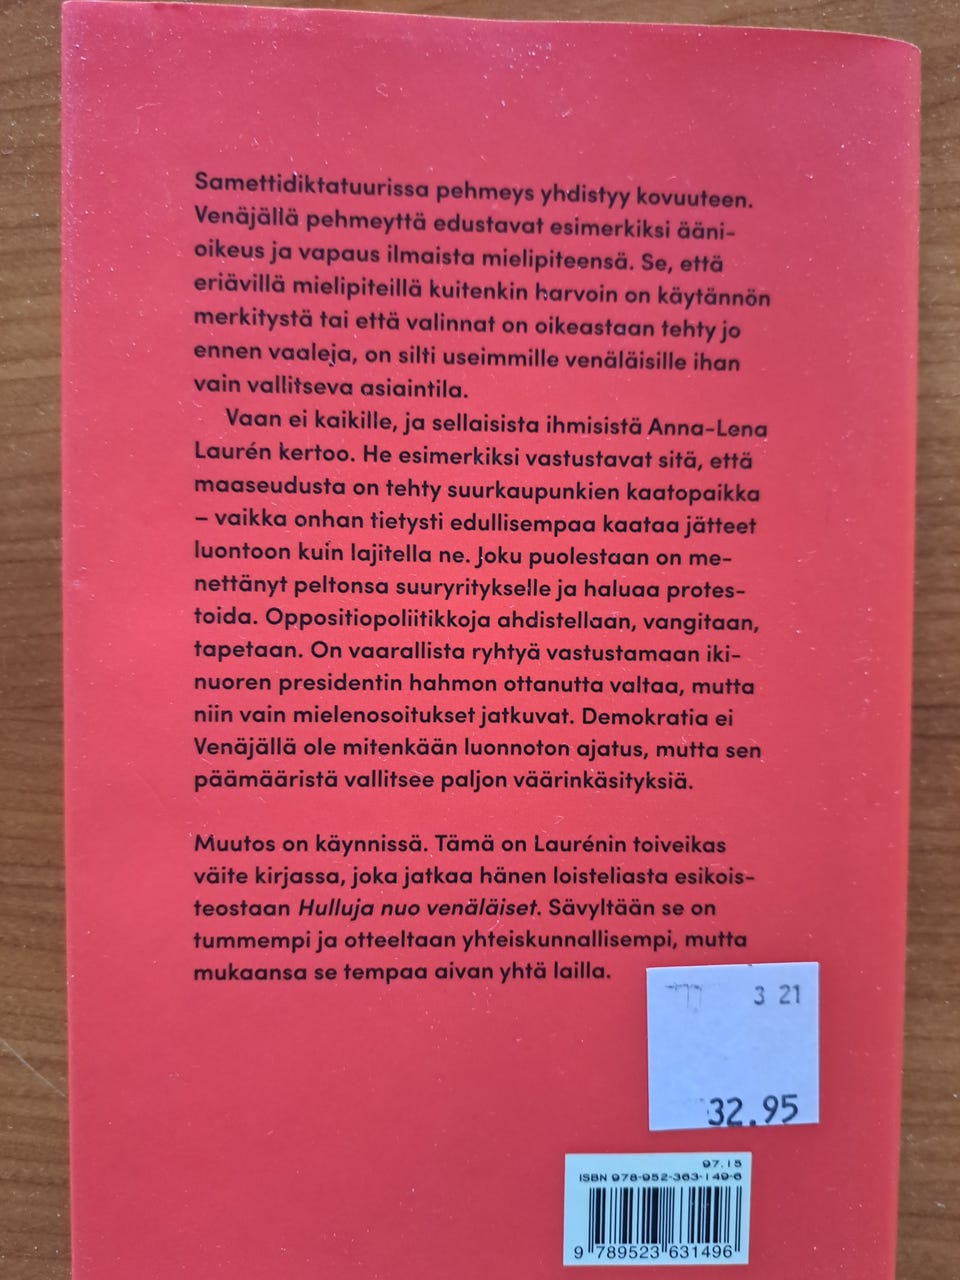 Samettidiktatuurissa pehmeys yhdistyy kovuuteen.
Venäjällä pehmeyttä edustavat esimerkiksi ääni-
oikeus ja vapaus ilmaista mielipiteensä. Se, että
eriävillä mielipiteillä kuitenkin harvoin on käytännön
merkitystä tai että valinnat on oikeastaan tehty jo
ennen vaaleja, on silti useimmille venäläisille ihan
vain vallitseva asiaintila.
Vaan ei kaikille, ja sellaisista ihmisistä Anna-Lena
Laurén kertoo. He esimerkiksi vastustavat sitä, että
maaseudusta on tehty suurkaupunkien kaatopaikka
– vaikka onhan tietysti edullisempaa kaataa jätteet
luontoon kuin lajitella ne. Joku puolestaan on me-
nettänyt peltonsa suuryritykselle ja haluaa protes-
toida. Oppositiopoliitikkoja ahdistellaan, vangitaan,
tapetaan. On vaarallista ryhtyä vastustamaan iki-
nuoren presidentin hahmon ottanutta valtaa, mutta
niin vain mielenosoitukset jatkuvat. Demokratia ei
Venäjällä ole mitenkään luonnoton ajatus, mutta sen
päämääristä vallitsee paljon väärinkäsityksiä.
Muutos on käynnissä. Tämä on Laurénin toiveikas
väite kirjassa, joka jatkaa hänen loisteliasta esikois-
teostaan Hulluja nuo venäläiset. Sävyltään se on
tummempi ja otteeltaan yhteiskunnallisempi, mutta
mukaansa se tempaa aivan yhtä lailla.
3 21
32.95
97.15
ISBN 978-952-363-149-6
9 789523 631496